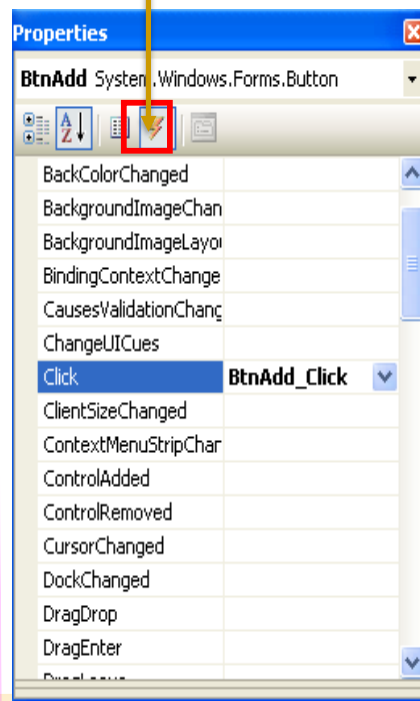 Properties
BtnAdd System.Windows.Forms.Button
A
Z
BackColorChanged
BackgroundImageChan
BackgroundImageLayou
BindingContextChange
CausesValidationChang
ChangeUICues
Click BtnAdd_Click
ClientSizeChanged
ContextMenuStripChar
ControlAdded
ControlRemoved
CursorChanged
DockChanged
DragDrop
DragEnter